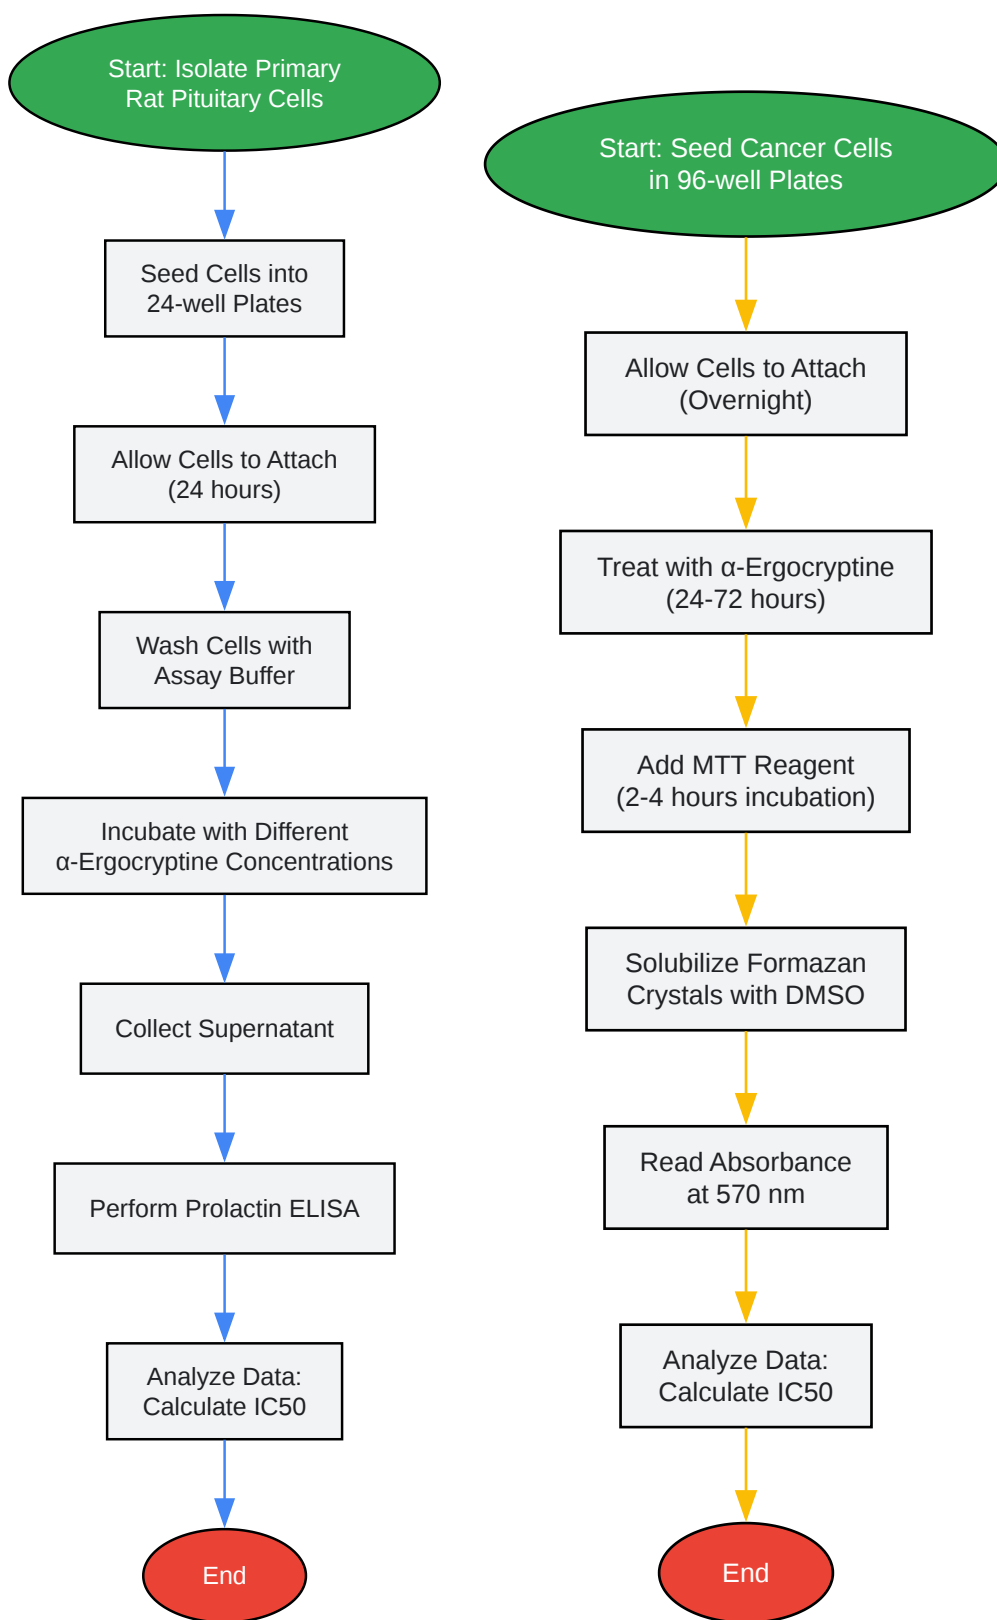 Start: Isolate Primary
Rat Pituitary Cells
Seed Cells into
24-well Plates
Allow Cells to Attach
(24 hours)
Wash Cells with
Assay Buffer
Incubate with Different
α-Ergocryptine Concentrations
Collect Supernatant
Perform Prolactin ELISA
Analyze Data:
Calculate IC50
End
Start: Seed Cancer Cells
in 96-well Plates
Allow Cells to Attach
(Overnight)
Treat with α-Ergocryptine
(24-72 hours)
Add MTT Reagent
(2-4 hours incubation)
Solubilize Formazan
Crystals with DMSO
Read Absorbance
at 570 nm
Analyze Data:
Calculate IC50
End